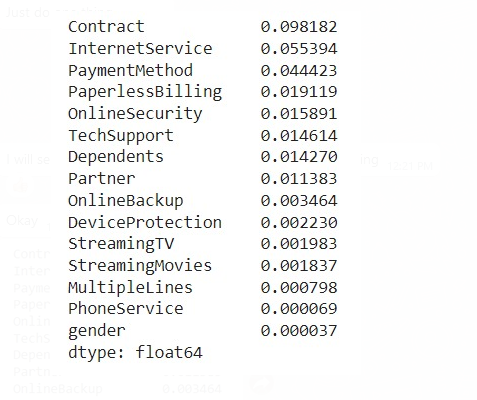 Contract 0.098182
InternetService 0.055394
PaymentMethod 0.044423
PaperlessBilling 0.019119
OnlineSecurity 0.015891
TechSupport 0.014614
Dependents 0.014270
Partner 0.011383
OnlineBackup 0.003464
DeviceProtection 0.002230
StreamingTV 0.001983
StreamingMovies 0.001837
MultipleLines 0.000798
PhoneService 0.000069
gender 0.000037
dtype: float64